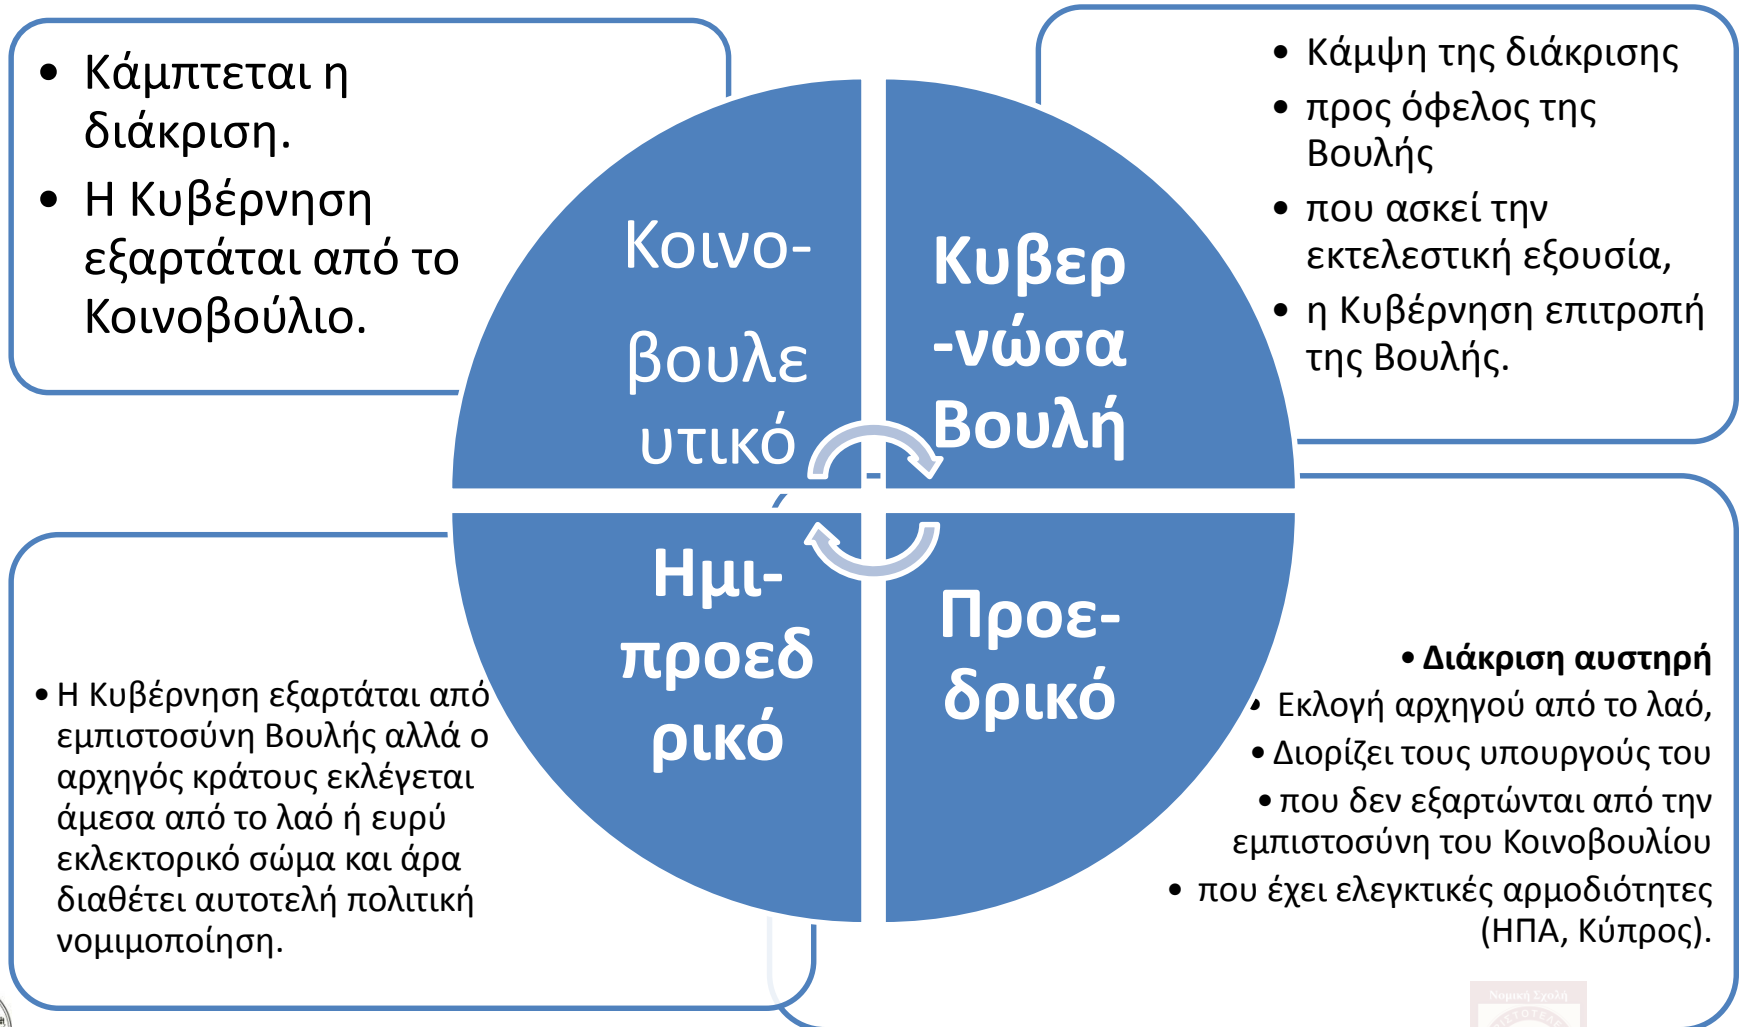 • Κάμπτεται η
διάκριση.
• Η Κυβέρνηση
εξαρτάται από το
Κοινοβούλιο.
Κοινο-
βουλε
υτικό
Κυβερ
-νώσα
Βουλή
• Κάμψη της διάκρισης
• προς όφελος της
Βουλής
• που ασκεί την
εκτελεστική εξουσία,
• η Κυβέρνηση επιτροπή
της Βουλής.
• Η Κυβέρνηση εξαρτάται από
εμπιστοσύνη Βουλής αλλά ο
αρχηγός κράτους εκλέγεται
άμεσα από το λαό ή ευρύ
εκλεκτορικό σώμα και άρα
διαθέτει αυτοτελή πολιτική
νομιμοποίηση.
Ημι-
προεδ
ρικό
Προε-
δρικό
• Διάκριση αυστηρή
• Εκλογή αρχηγού από το λαό,
• Διορίζει τους υπουργούς του
• που δεν εξαρτώνται από την
εμπιστοσύνη του Κοινοβουλίου
• που έχει ελεγκτικές αρμοδιότητες
(ΗΠΑ, Κύπρος).
Νομική Σχολή